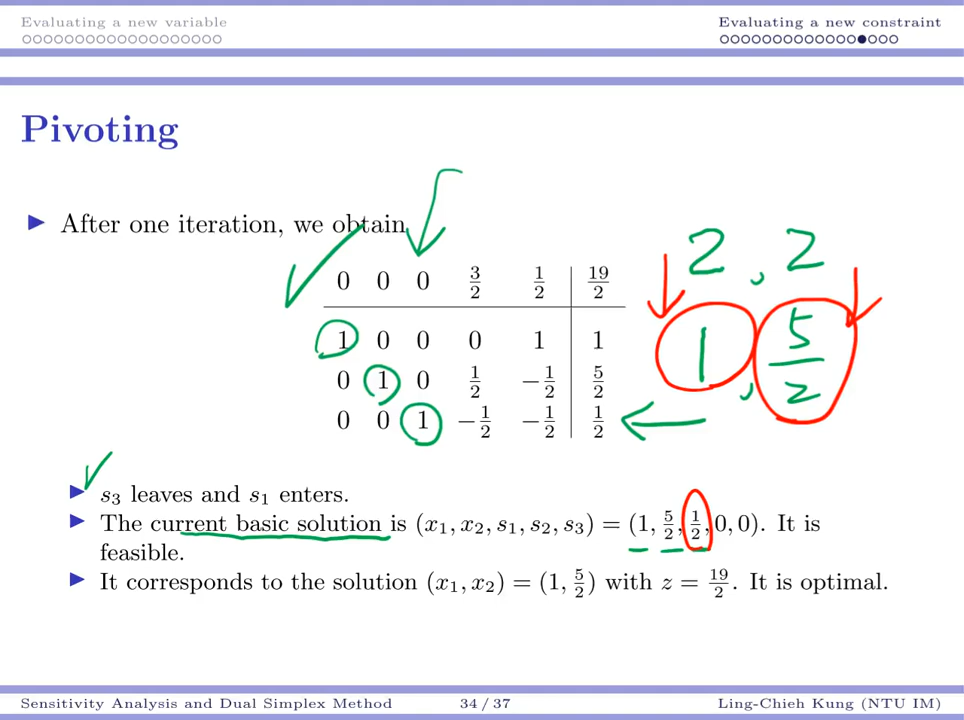 Evaluating a new variable Evaluating a new constraint
Pivoting
After one iteration, we obtain
0 0 0 3/2 1/2 19/2
1 0 0 0 1 1
0 1 0 1/2 −1/2 5/2
0 0 1 −1/2 −1/2 1/2
2, 2
1, 5/2
s₃ leaves and s₁ enters.
The current basic solution is (x₁, x₂, s₁, s₂, s₃) = (1, 5/2, 1/2, 0, 0). It is
feasible.
It corresponds to the solution (x₁, x₂) = (1, 5/2) with z = 19/2. It is optimal.
Sensitivity Analysis and Dual Simplex Method 34 / 37 Ling-Chieh Kung (NTU IM)